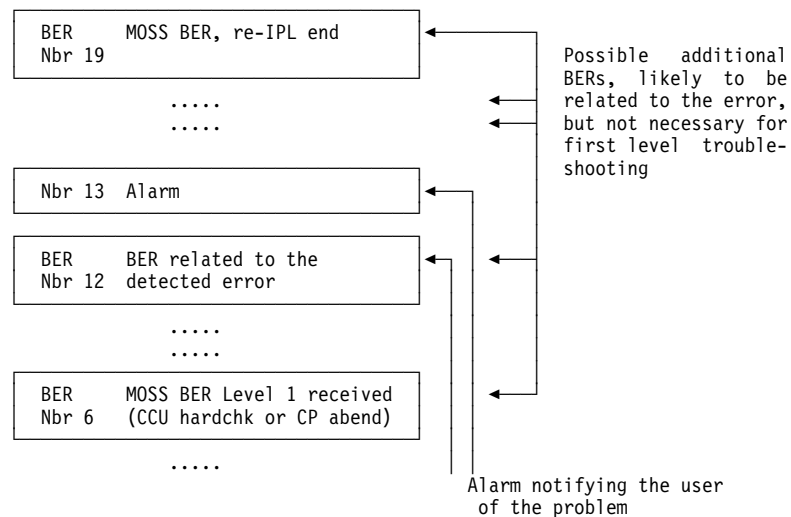 BER MOSS BER, re-IPL end
Nbr 19
Possible additional
BERs, likely to be
related to the error,
but not necessary for
first level trouble-
shooting
.....
.....
Nbr 13 Alarm
BER BER related to the
Nbr 12 detected error
.....
.....
BER MOSS BER Level 1 received
Nbr 6 (CCU hardchk or CP abend)
.....
Alarm notifying the user
of the problem